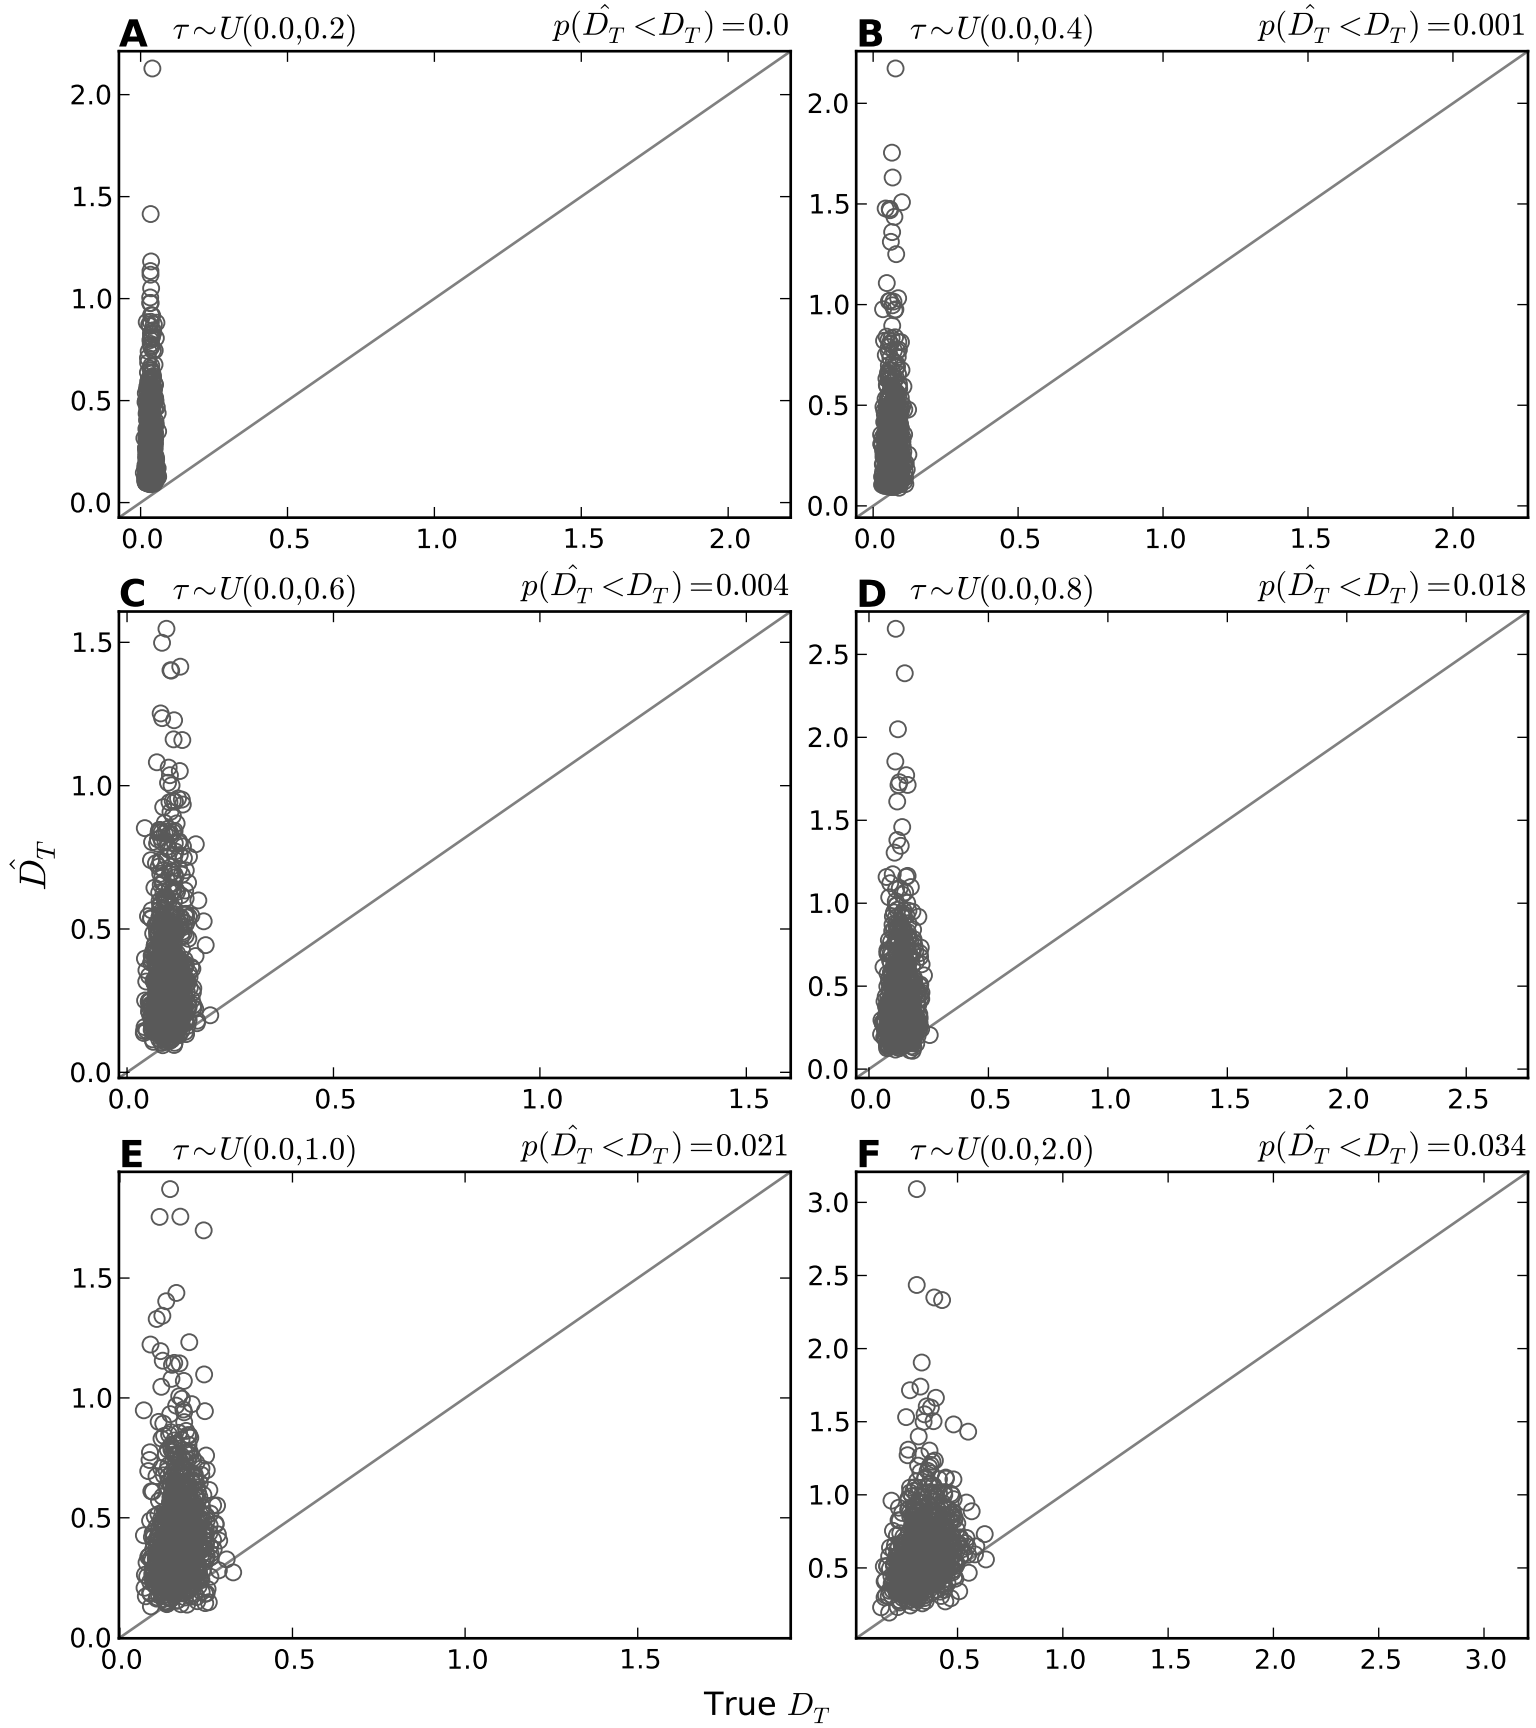 A τ∼U(0.0,0.2) p(D̂_T<D_T)=0.0
B τ∼U(0.0,0.4) p(D̂_T<D_T)=0.001
2.0
1.5
1.0
0.5
0.0
0.0 0.5 1.0 1.5 2.0
2.0
1.5
1.0
0.5
0.0
0.0 0.5 1.0 1.5 2.0
C τ∼U(0.0,0.6) p(D̂_T<D_T)=0.004
D τ∼U(0.0,0.8) p(D̂_T<D_T)=0.018
1.5
1.0
0.5
0.0
0.0 0.5 1.0 1.5
2.5
2.0
1.5
1.0
0.5
0.0
0.0 0.5 1.0 1.5 2.0 2.5
D̂_T
E τ∼U(0.0,1.0) p(D̂_T<D_T)=0.021
F τ∼U(0.0,2.0) p(D̂_T<D_T)=0.034
1.5
1.0
0.5
0.0
0.0 0.5 1.0 1.5
3.0
2.5
2.0
1.5
1.0
0.5
0.5 1.0 1.5 2.0 2.5 3.0
True D_T